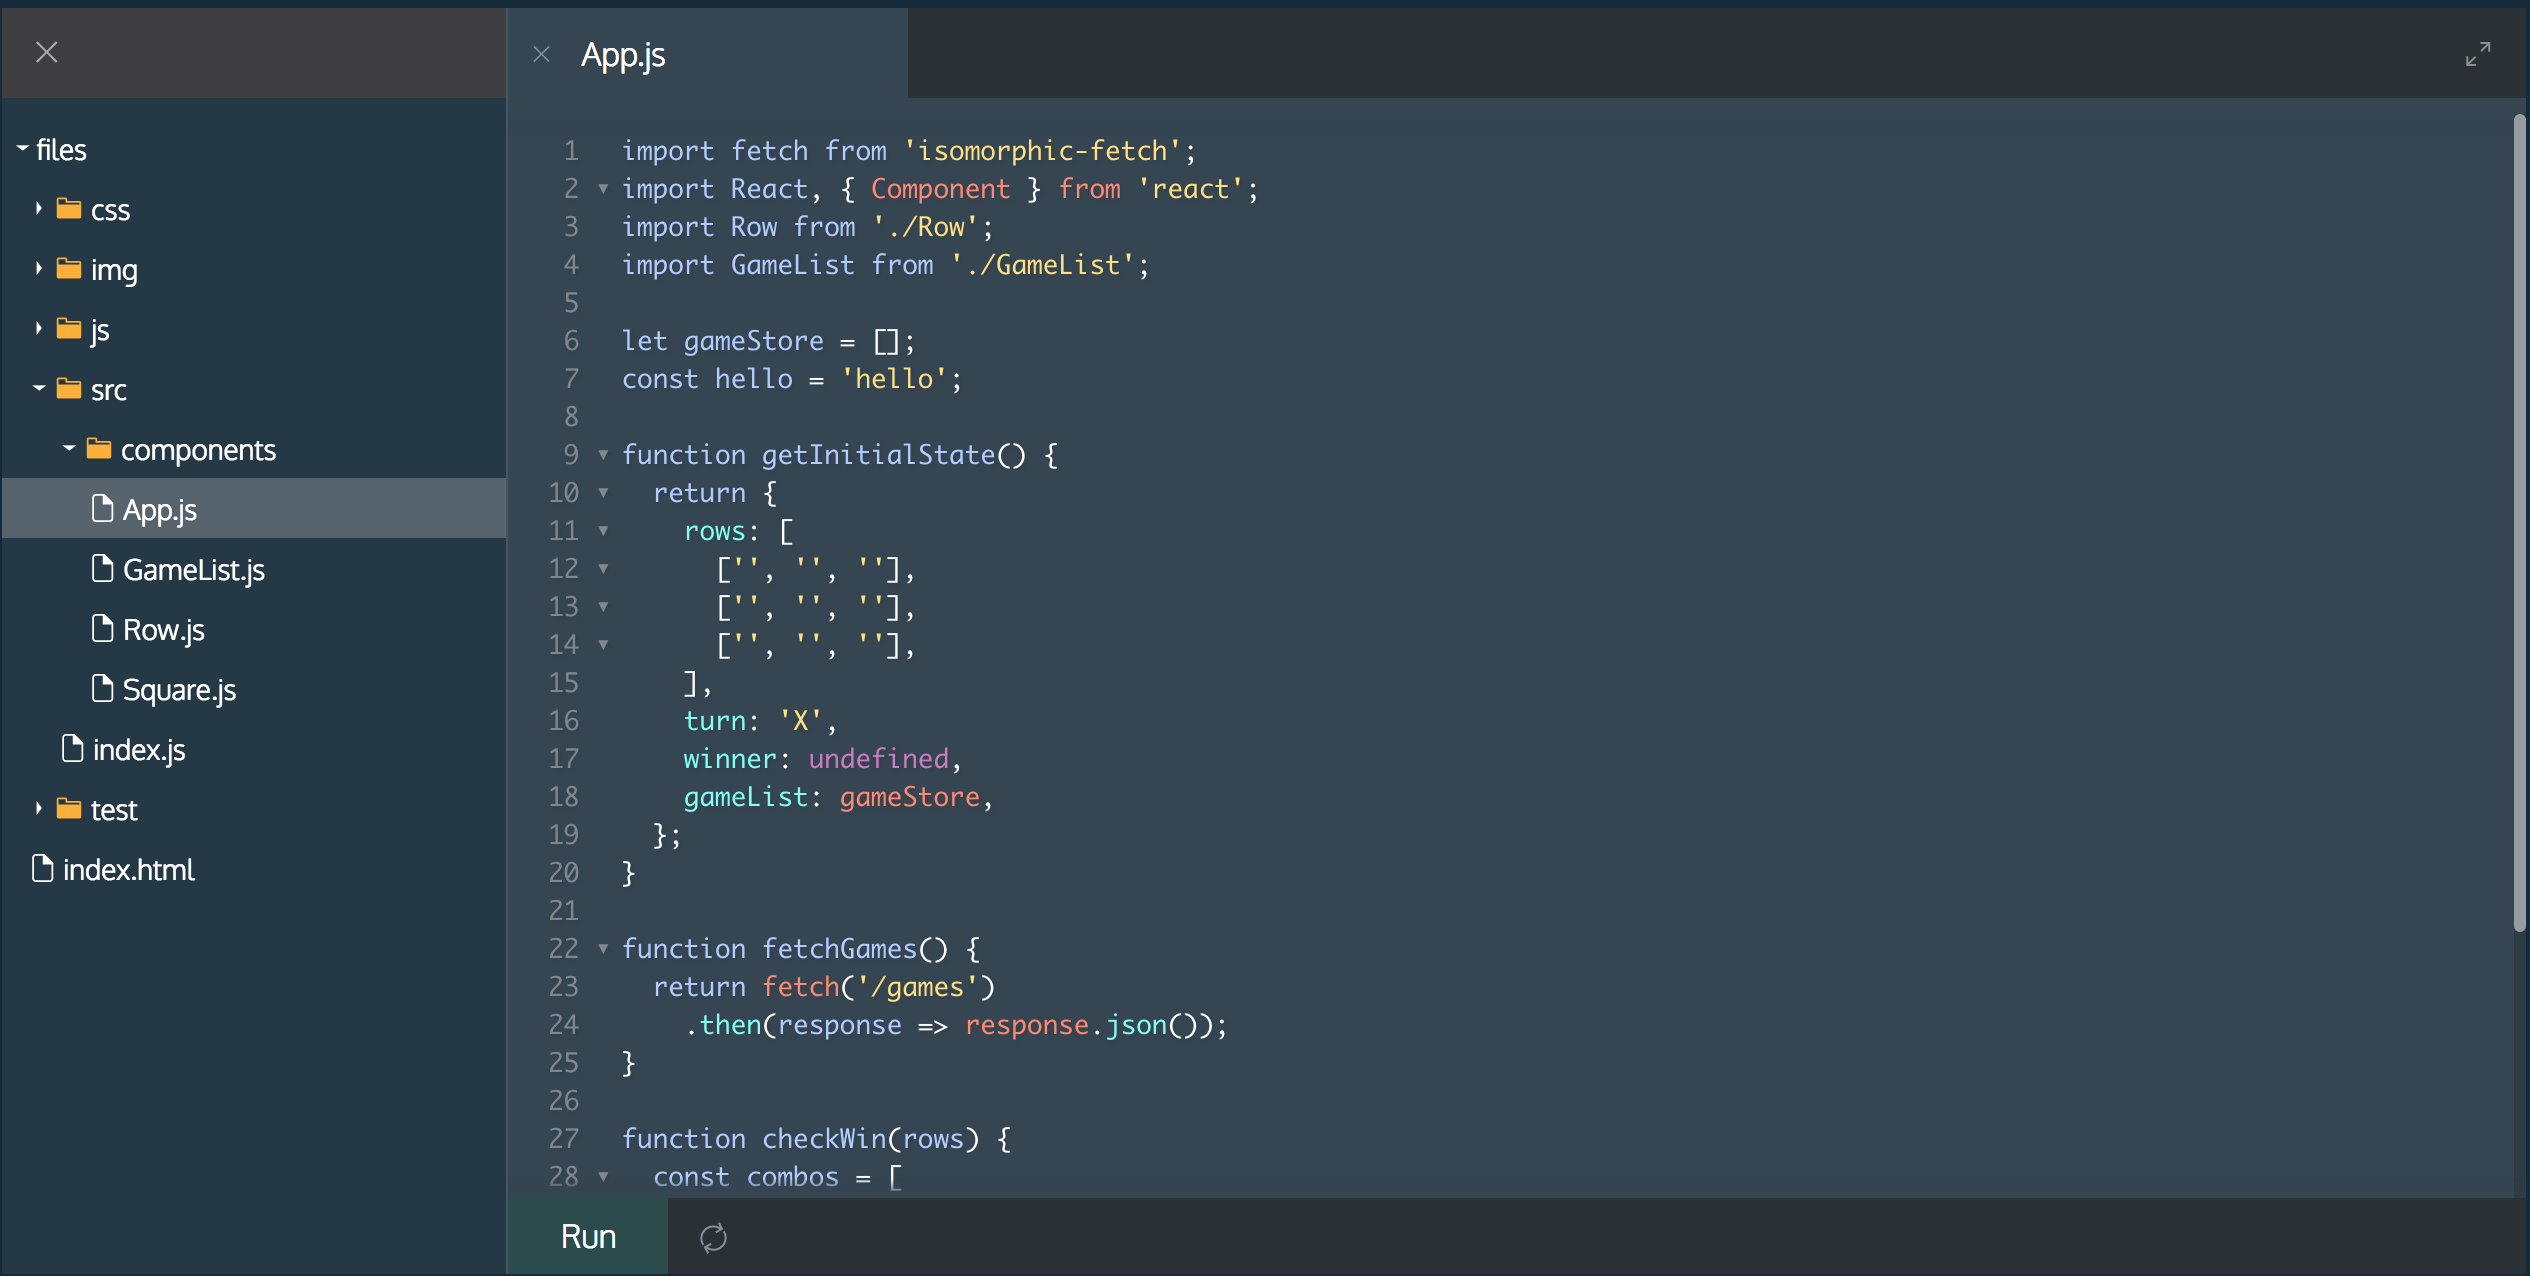 files
css
img
js
src
components
App.js
GameList.js
Row.js
Square.js
index.js
test
index.html
App.js
1 import fetch from 'isomorphic-fetch';
2 import React, { Component } from 'react';
3 import Row from './Row';
4 import GameList from './GameList';
5
6 let gameStore = [];
7 const hello = 'hello';
8
9 function getInitialState() {
10   return {
11     rows: [
12       ['', '', ''],
13       ['', '', ''],
14       ['', '', ''],
15     ],
16     turn: 'X',
17     winner: undefined,
18     gameList: gameStore,
19   };
20 }
21
22 function fetchGames() {
23   return fetch('/games')
24     .then(response => response.json());
25 }
26
27 function checkWin(rows) {
28   const combos = [
Run